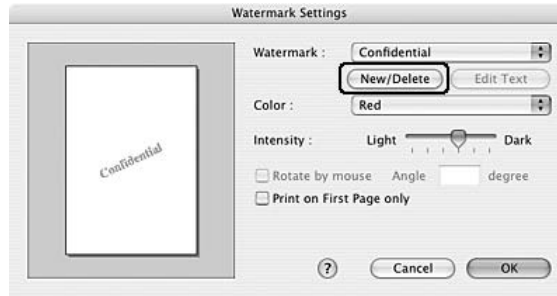 Watermark Settings
Watermark : Confidential
New/Delete Edit Text
Color : Red
Intensity : Light Dark
Rotate by mouse Angle degree
Print on First Page only
Confidential
? Cancel OK